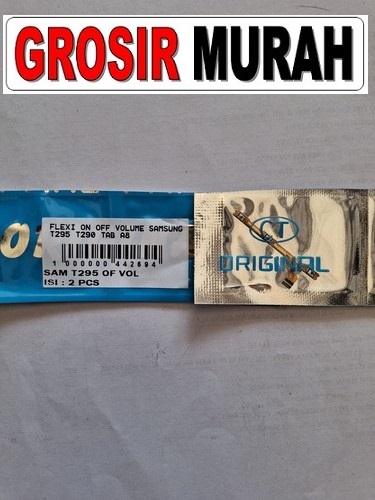 GROSIR MURAH
FLEXI ON OFF VOLUME SAMSUNG
T295 T290 TAB A8
1 000000 442694
SAM T295 OF VOL
ISI : 2 PCS
CT
ORIGINAL